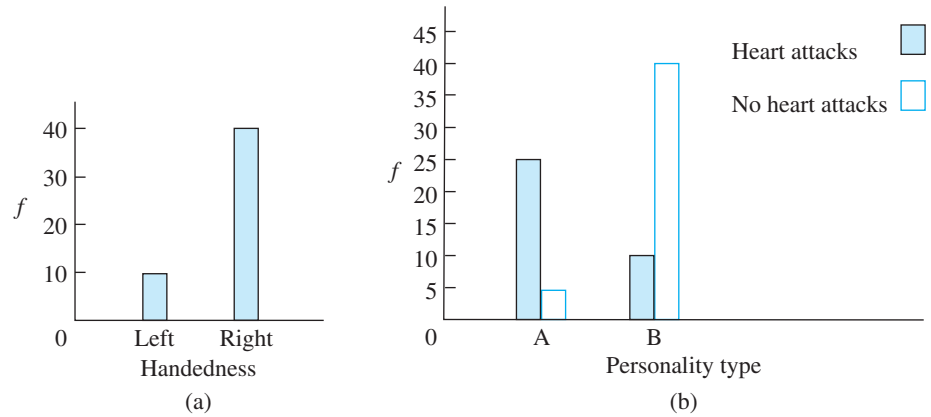 40
30
f
20
10
0
Left Right
Handedness
(a)
45
40
35
30
25
f
20
15
10
5
0
A B
Personality type
(b)
Heart attacks
No heart attacks